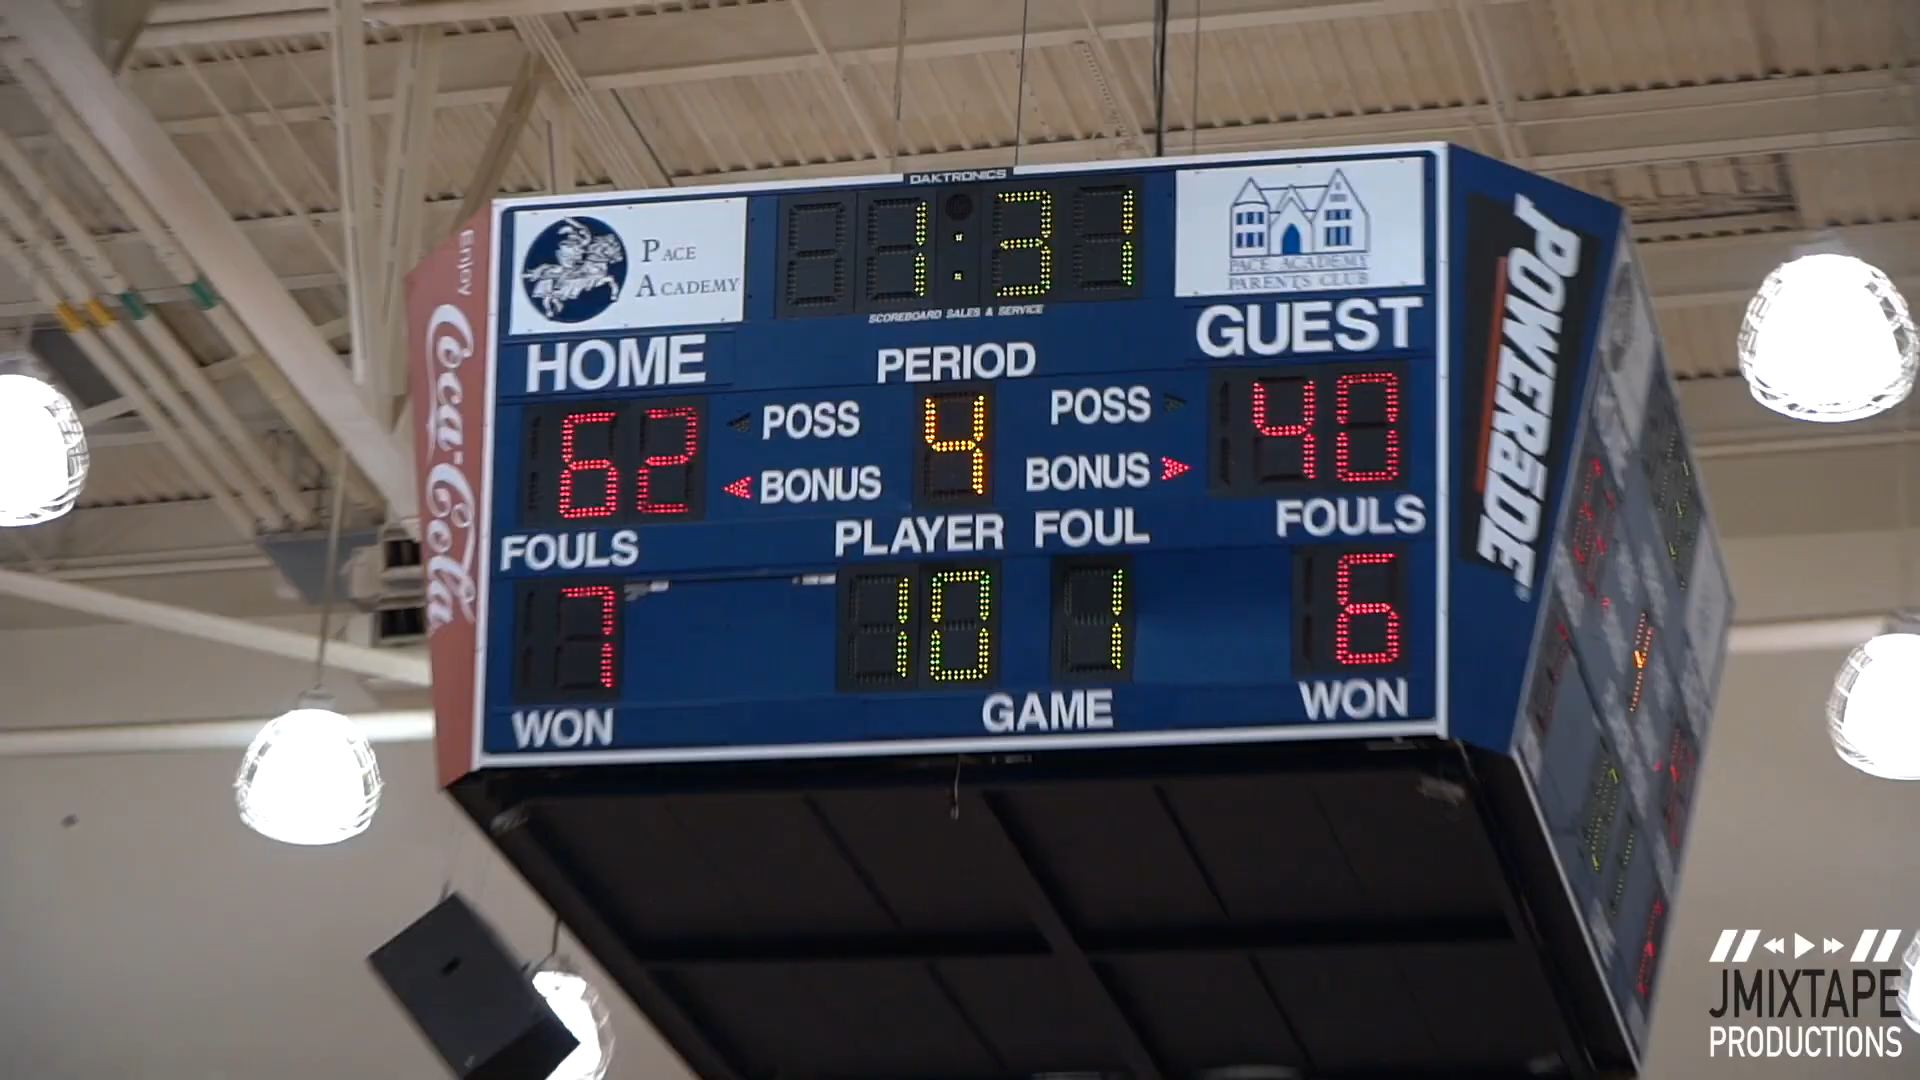 DAKTRONICS
PACE
ACADEMY
1:31
PACE ACADEMY
PARENTS CLUB
SCOREBOARD SALES & SERVICE
Enjoy
Coca-Cola
POWERADE
HOME
PERIOD
GUEST
62
POSS
4
POSS
40
BONUS
BONUS
FOULS
PLAYER
FOUL
FOULS
7
10
1
6
WON
GAME
WON
JMIXTAPE
PRODUCTIONS